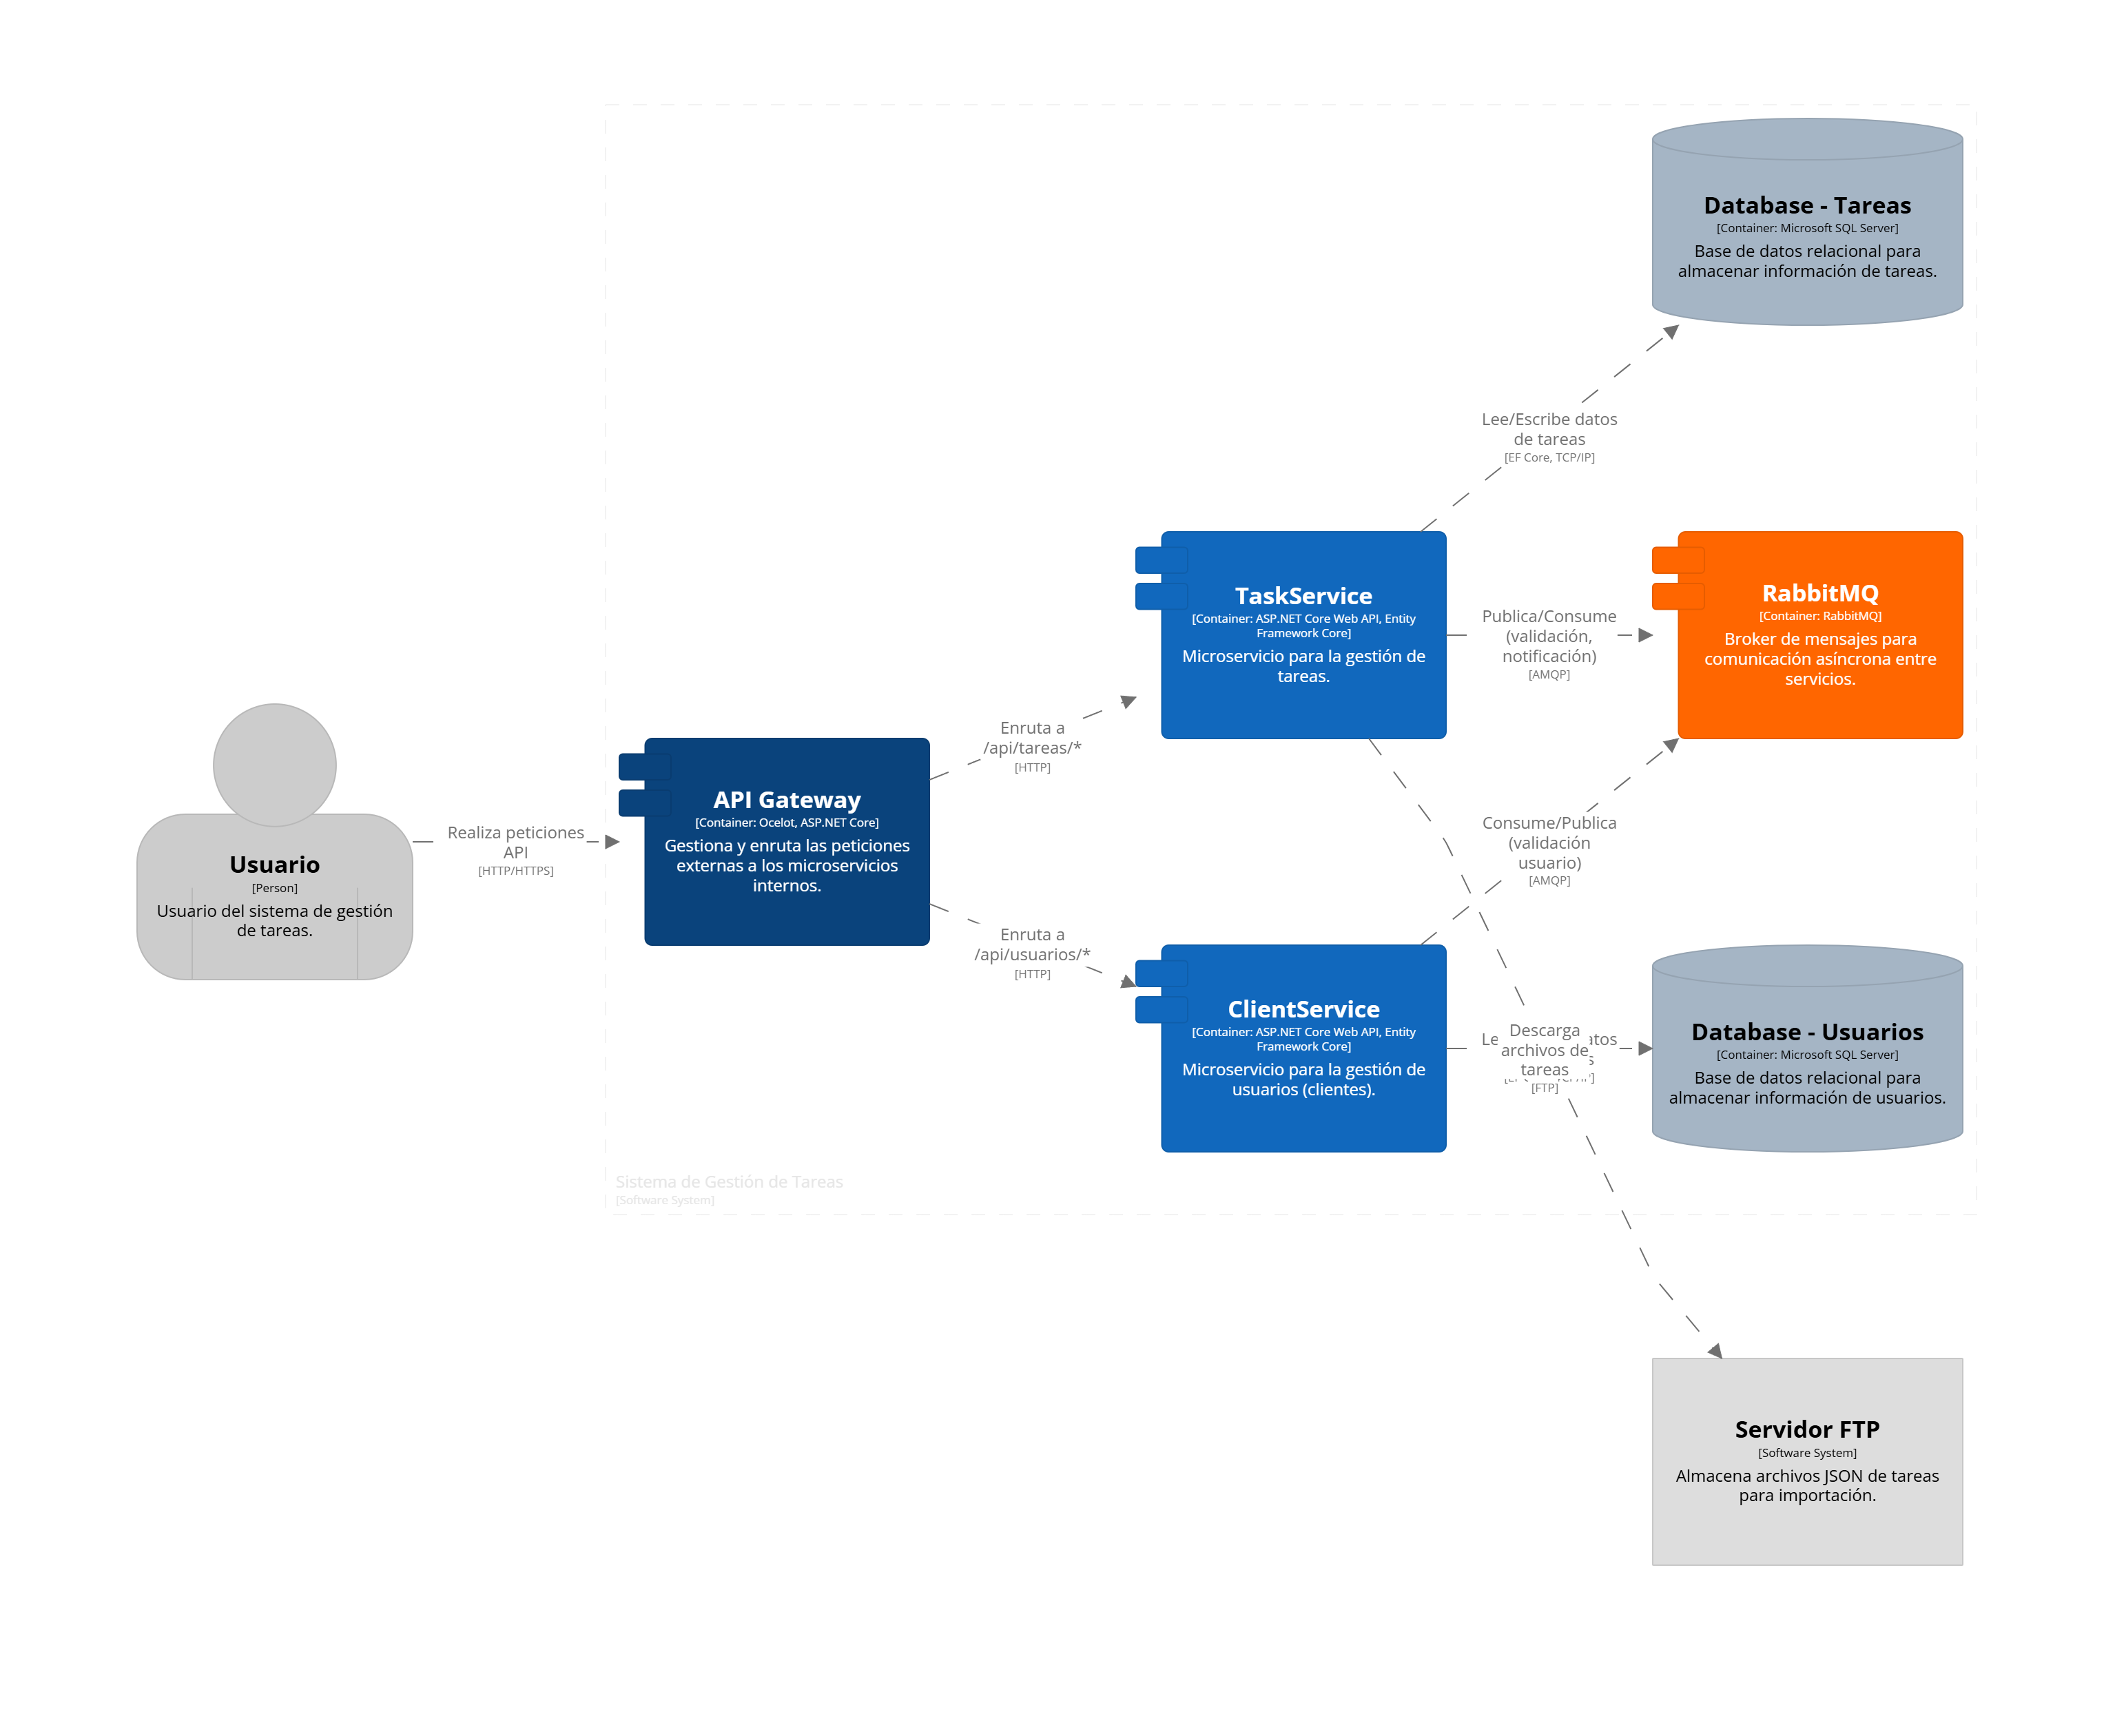 Database - Tareas
[Container: Microsoft SQL Server]
Base de datos relacional para
almacenar información de tareas.
Lee/Escribe datos
de tareas
[EF Core, TCP/IP]
TaskService
[Container: ASP.NET Core Web API, Entity
Framework Core]
Microservicio para la gestión de
tareas.
Publica/Consume
(validación,
notificación)
[AMQP]
RabbitMQ
[Container: RabbitMQ]
Broker de mensajes para
comunicación asíncrona entre
servicios.
Enruta a
/api/tareas/*
[HTTP]
Usuario
[Person]
Usuario del sistema de gestión
de tareas.
Realiza peticiones
API
[HTTP/HTTPS]
API Gateway
[Container: Ocelot, ASP.NET Core]
Gestiona y enruta las peticiones
externas a los microservicios
internos.
Consume/Publica
(validación
usuario)
[AMQP]
Enruta a
/api/usuarios/*
[HTTP]
ClientService
[Container: ASP.NET Core Web API, Entity
Framework Core]
Microservicio para la gestión de
usuarios (clientes).
Descarga
archivos de
tareas
[FTP]
Database - Usuarios
[Container: Microsoft SQL Server]
Base de datos relacional para
almacenar información de usuarios.
Sistema de Gestión de Tareas
[Software System]
Servidor FTP
[Software System]
Almacena archivos JSON de tareas
para importación.